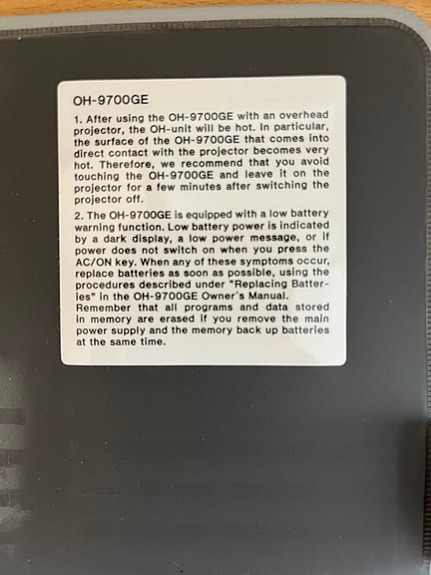 OH-9700GE
1. After using the OH-9700GE with an overhead
projector, the OH-unit will be hot. In particular,
the surface of the OH-9700GE that comes into
direct contact with the projector becomes very
hot. Therefore, we recommend that you avoid
touching the OH-9700GE and leave it on the
projector for a few minutes after switching the
projector off.
2. The OH-9700GE is equipped with a low battery
warning function. Low battery power is indicated
by a dark display, a low power message, or if
power does not switch on when you press the
AC/ON key. When any of these symptoms occur,
replace batteries as soon as possible, using the
procedures described under "Replacing Batter-
ies" in the OH-9700GE Owner's Manual.
Remember that all programs and data stored
in memory are erased if you remove the main
power supply and the memory back up batteries
at the same time.